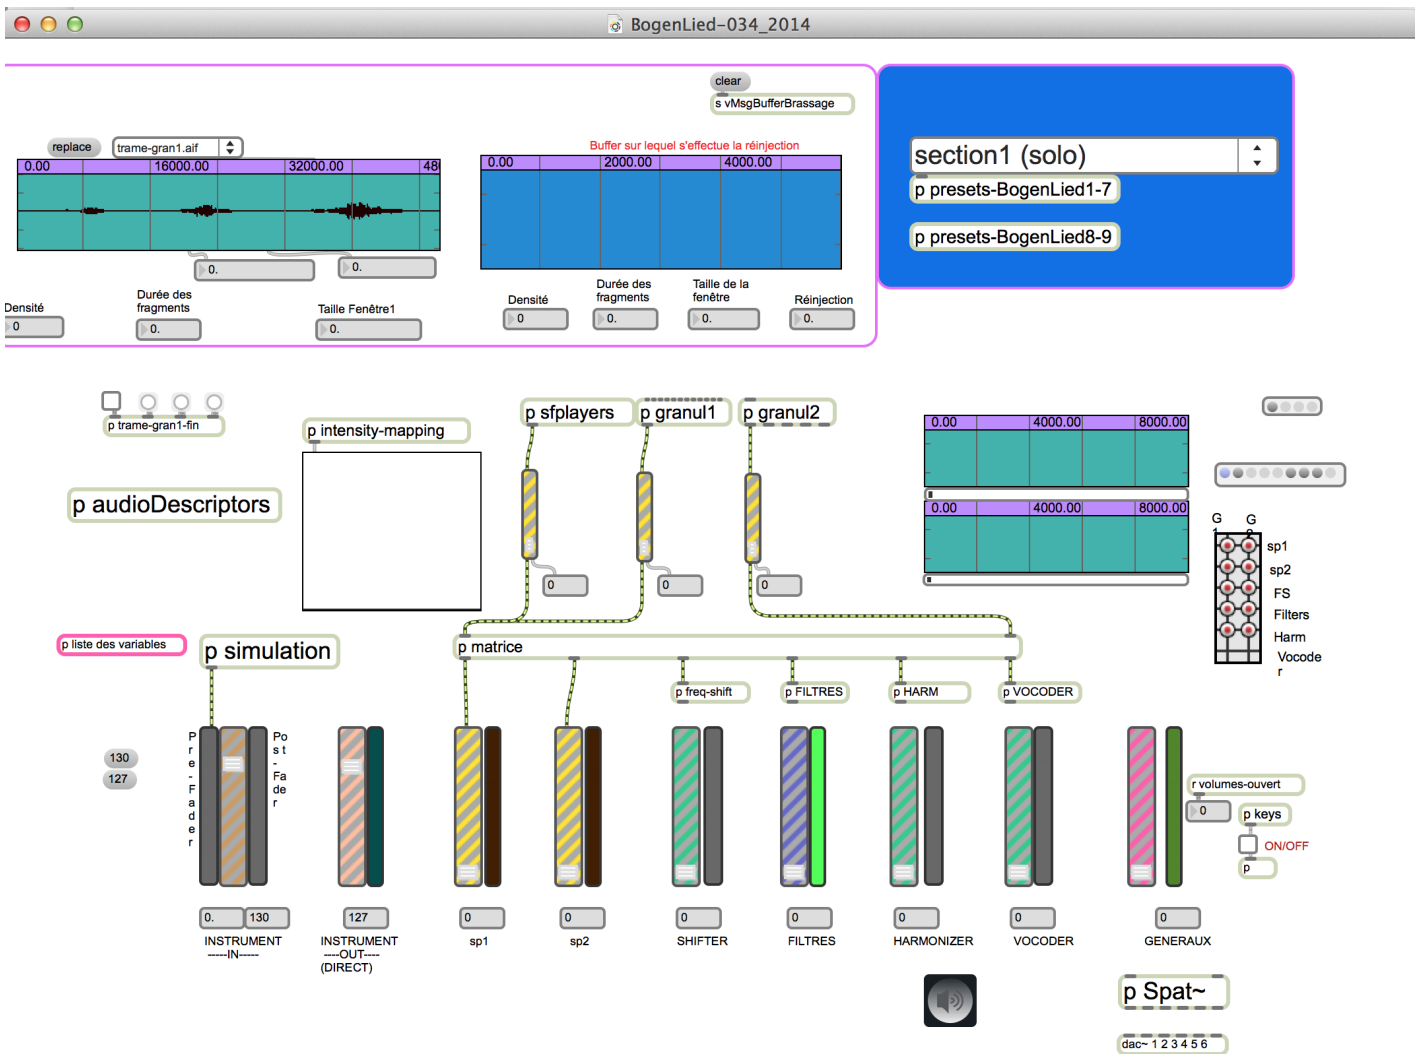 BogenLied-034_2014
clear
s vMsgBufferBrassage
replace
trame-gran1.aif
Buffer sur lequel s'effectue la réinjection
0.00 16000.00 32000.00 48
0.00 2000.00 4000.00
section1 (solo)
p presets-BogenLied1-7
p presets-BogenLied8-9
0.
0.
Densité
Durée des
fragments
Taille Fenêtre1
0
0.
0.
Densité
Durée des
fragments
Taille de la
fenêtre
Réinjection
0
0.
0.
0.
p trame-gran1-fin
p intensity-mapping
p sfplayers
p granul1
p granul2
p audioDescriptors
0
0
0
0.00 4000.00 8000.00
0.00 4000.00 8000.00
G
1
G
sp1
sp2
FS
Filters
Harm
Vocode
r
p liste des variables
p simulation
p matrice
p freq-shift
p FILTRES
p HARM
p VOCODER
130
127
P
r
e
-
F
a
d
e
r
Po
s t
-
Fa
de
r
r volumes-ouvert
0
p keys
ON/OFF
p
0.
130
127
0
0
0
0
0
0
0
INSTRUMENT
-----IN-----
INSTRUMENT
----OUT----
(DIRECT)
sp1
sp2
SHIFTER
FILTRES
HARMONIZER
VOCODER
GENERAUX
p Spat~
dac~ 1 2 3 4 5 6